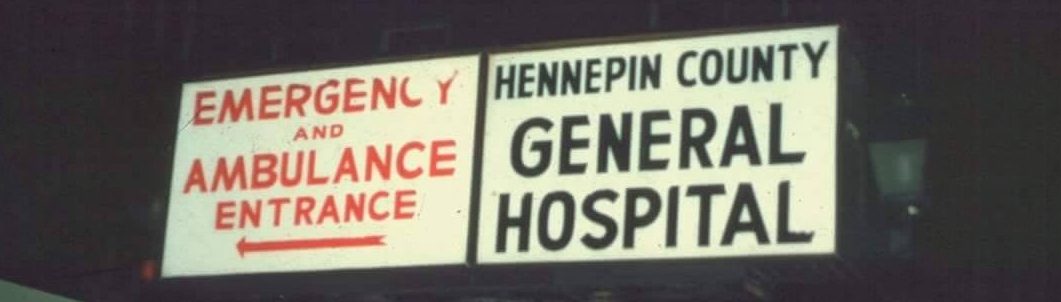 EMERGENCY
AND
AMBULANCE
ENTRANCE
HENNEPIN COUNTY
GENERAL
HOSPITAL